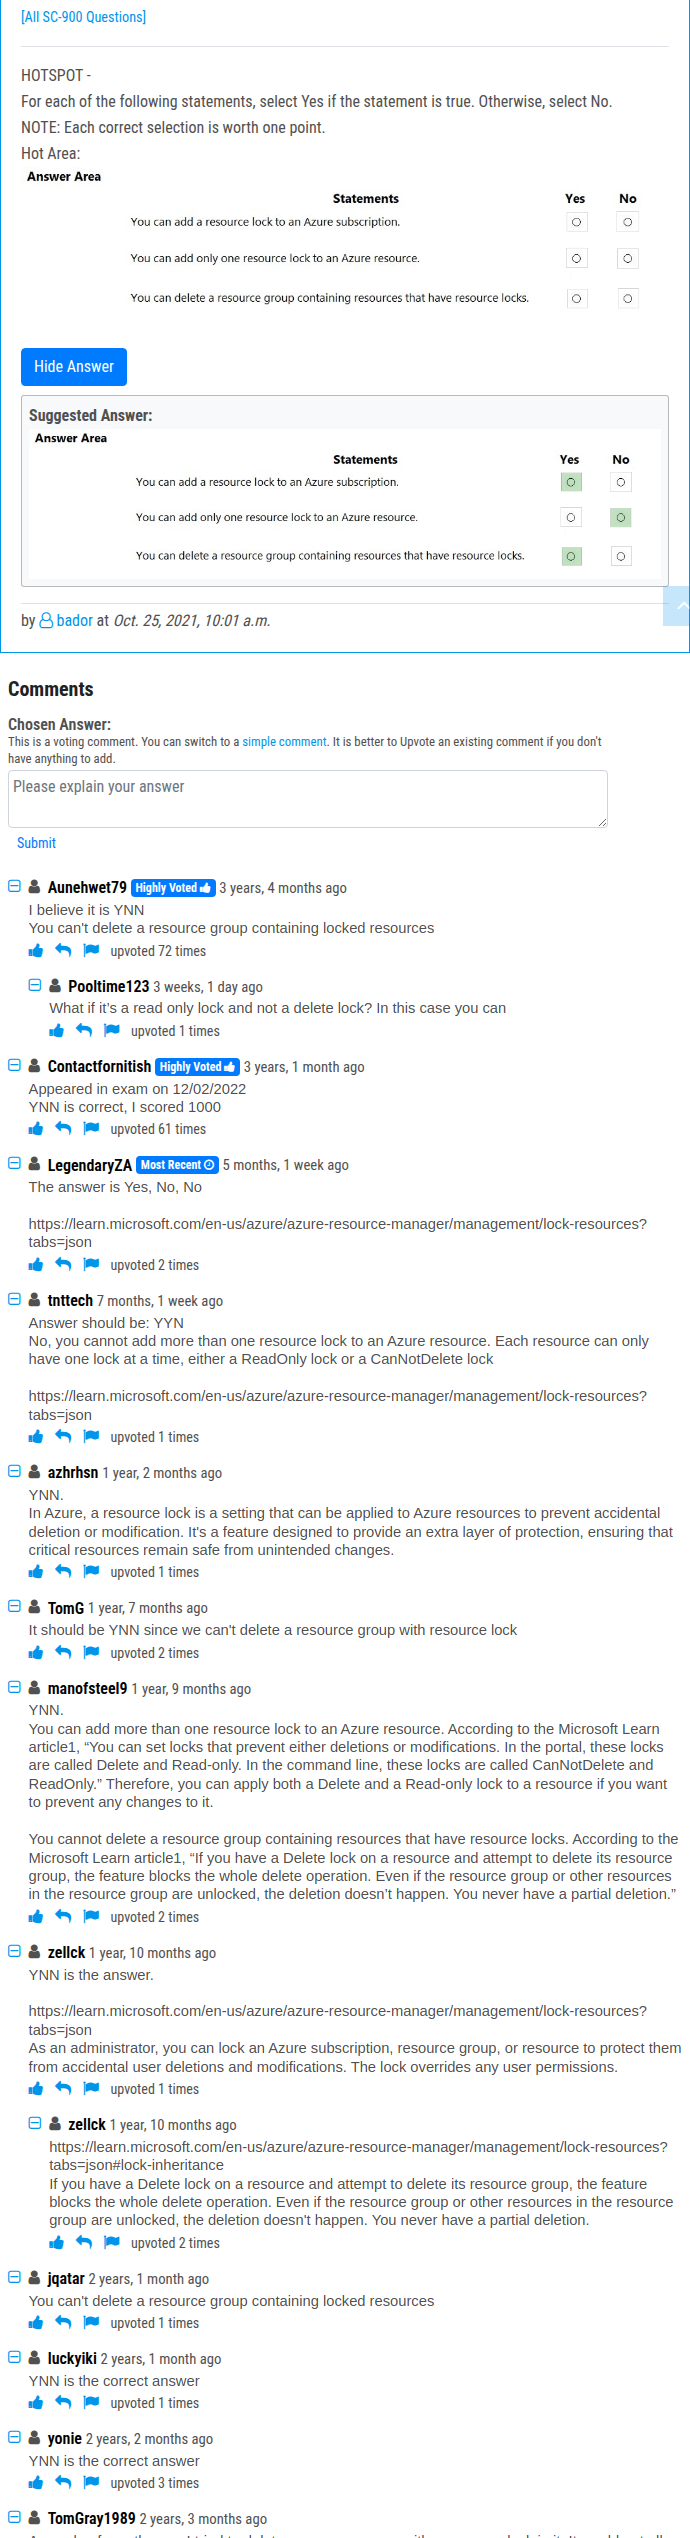 [All SC-900 Questions]
HOTSPOT -
For each of the following statements, select Yes if the statement is true. Otherwise, select No.
NOTE: Each correct selection is worth one point.
Hot Area:
Answer Area
Statements Yes No
You can add a resource lock to an Azure subscription.
You can add only one resource lock to an Azure resource.
You can delete a resource group containing resources that have resource locks.
Hide Answer
Suggested Answer:
Answer Area
Statements Yes No
You can add a resource lock to an Azure subscription.
You can add only one resource lock to an Azure resource.
You can delete a resource group containing resources that have resource locks.
by bador at Oct. 25, 2021, 10:01 a.m.
Comments
Chosen Answer:
This is a voting comment. You can switch to a simple comment. It is better to Upvote an existing comment if you don't
have anything to add.
Please explain your answer
Submit
Aunehwet79 Highly Voted 3 years, 4 months ago
I believe it is YNN
You can't delete a resource group containing locked resources
upvoted 72 times
Pooltime123 3 weeks, 1 day ago
What if it’s a read only lock and not a delete lock? In this case you can
upvoted 1 times
Contactfornitish Highly Voted 3 years, 1 month ago
Appeared in exam on 12/02/2022
YNN is correct, I scored 1000
upvoted 61 times
LegendaryZA Most Recent 5 months, 1 week ago
The answer is Yes, No, No
https://learn.microsoft.com/en-us/azure/azure-resource-manager/management/lock-resources?
tabs=json
upvoted 2 times
tnttech 7 months, 1 week ago
Answer should be: YYN
No, you cannot add more than one resource lock to an Azure resource. Each resource can only
have one lock at a time, either a ReadOnly lock or a CanNotDelete lock
https://learn.microsoft.com/en-us/azure/azure-resource-manager/management/lock-resources?
tabs=json
upvoted 1 times
azhrhsn 1 year, 2 months ago
YNN.
In Azure, a resource lock is a setting that can be applied to Azure resources to prevent accidental
deletion or modification. It's a feature designed to provide an extra layer of protection, ensuring that
critical resources remain safe from unintended changes.
upvoted 1 times
TomG 1 year, 7 months ago
It should be YNN since we can't delete a resource group with resource lock
upvoted 2 times
manofsteel9 1 year, 9 months ago
YNN.
You can add more than one resource lock to an Azure resource. According to the Microsoft Learn
article1, “You can set locks that prevent either deletions or modifications. In the portal, these locks
are called Delete and Read-only. In the command line, these locks are called CanNotDelete and
ReadOnly.” Therefore, you can apply both a Delete and a Read-only lock to a resource if you want
to prevent any changes to it.
You cannot delete a resource group containing resources that have resource locks. According to the
Microsoft Learn article1, “If you have a Delete lock on a resource and attempt to delete its resource
group, the feature blocks the whole delete operation. Even if the resource group or other resources
in the resource group are unlocked, the deletion doesn’t happen. You never have a partial deletion.”
upvoted 2 times
zellck 1 year, 10 months ago
YNN is the answer.
https://learn.microsoft.com/en-us/azure/azure-resource-manager/management/lock-resources?
tabs=json
As an administrator, you can lock an Azure subscription, resource group, or resource to protect them
from accidental user deletions and modifications. The lock overrides any user permissions.
upvoted 1 times
zellck 1 year, 10 months ago
https://learn.microsoft.com/en-us/azure/azure-resource-manager/management/lock-resources?
tabs=json#lock-inheritance
If you have a Delete lock on a resource and attempt to delete its resource group, the feature
blocks the whole delete operation. Even if the resource group or other resources in the resource
group are unlocked, the deletion doesn't happen. You never have a partial deletion.
upvoted 2 times
jqatar 2 years, 1 month ago
You can't delete a resource group containing locked resources
upvoted 1 times
luckyiki 2 years, 1 month ago
YNN is the correct answer
upvoted 1 times
yonie 2 years, 2 months ago
YNN is the correct answer
upvoted 3 times
TomGray1989 2 years, 3 months ago